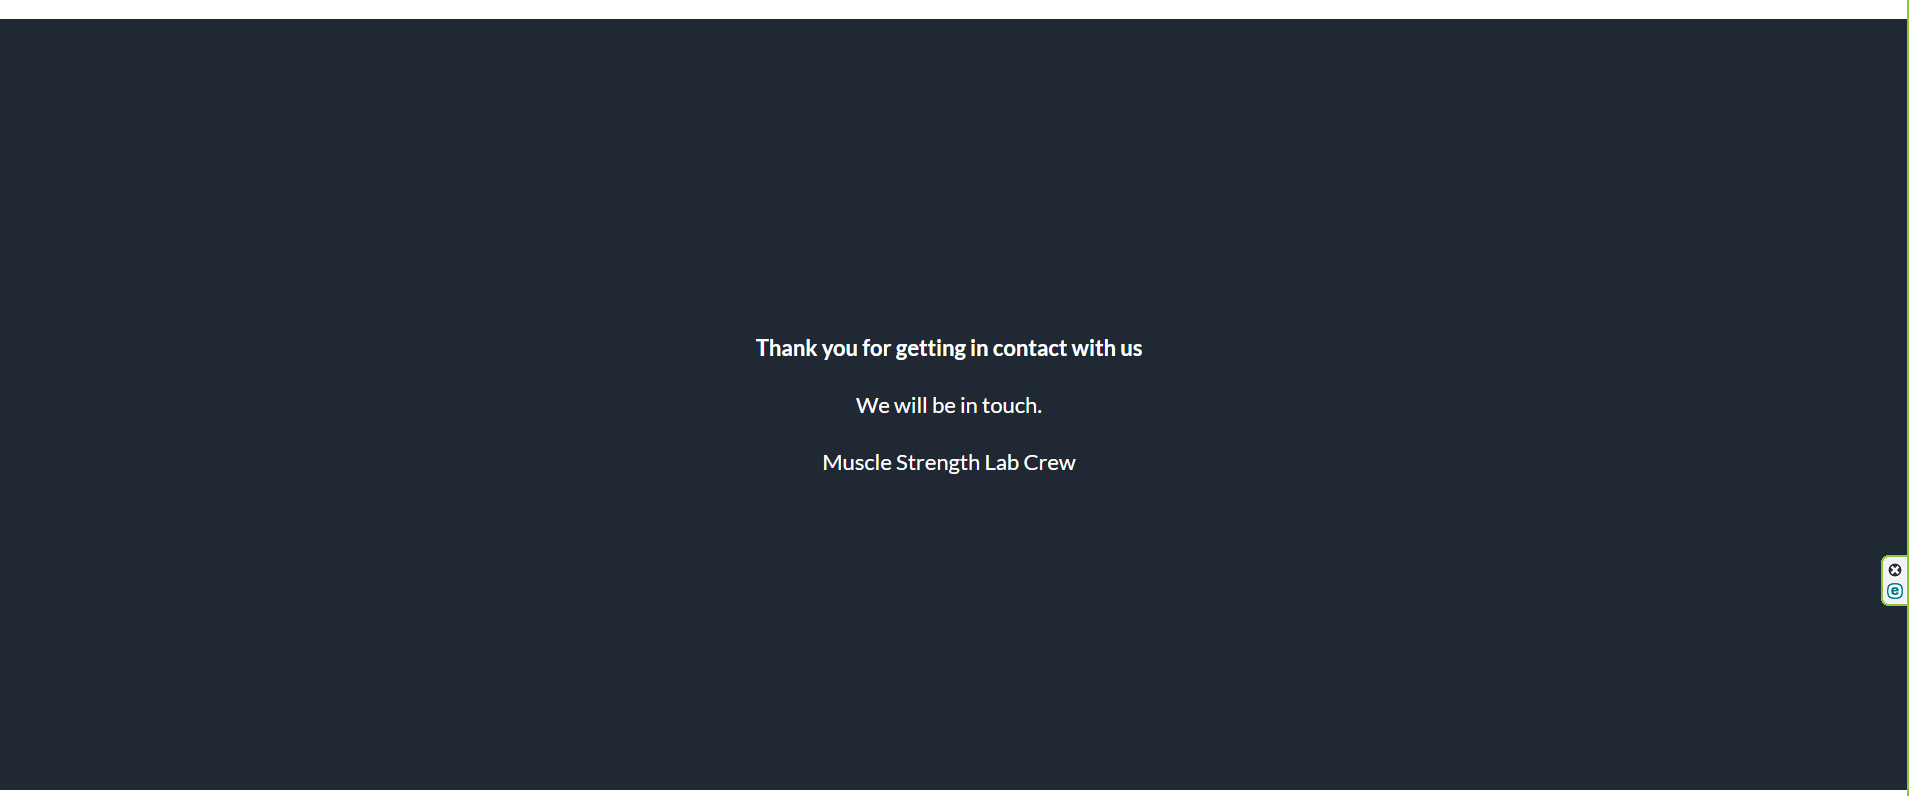 Thank you for getting in contact with us
We will be in touch.
Muscle Strength Lab Crew
e